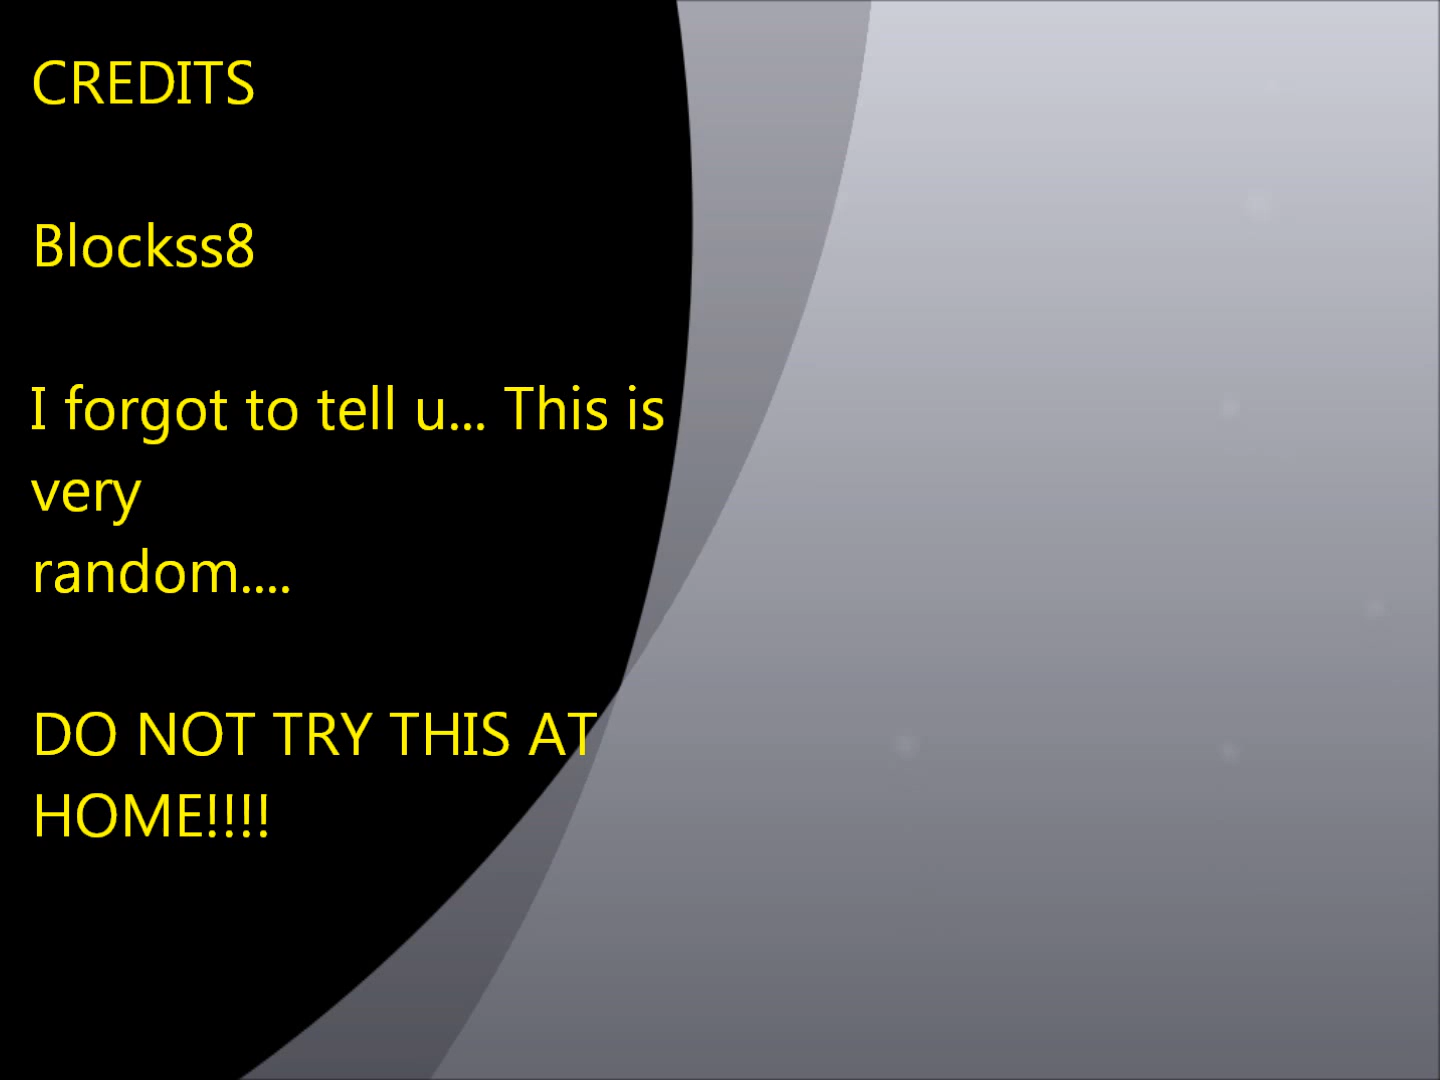 CREDITS
Blockss8
I forgot to tell u... This is
very
random....
DO NOT TRY THIS AT
HOME!!!!